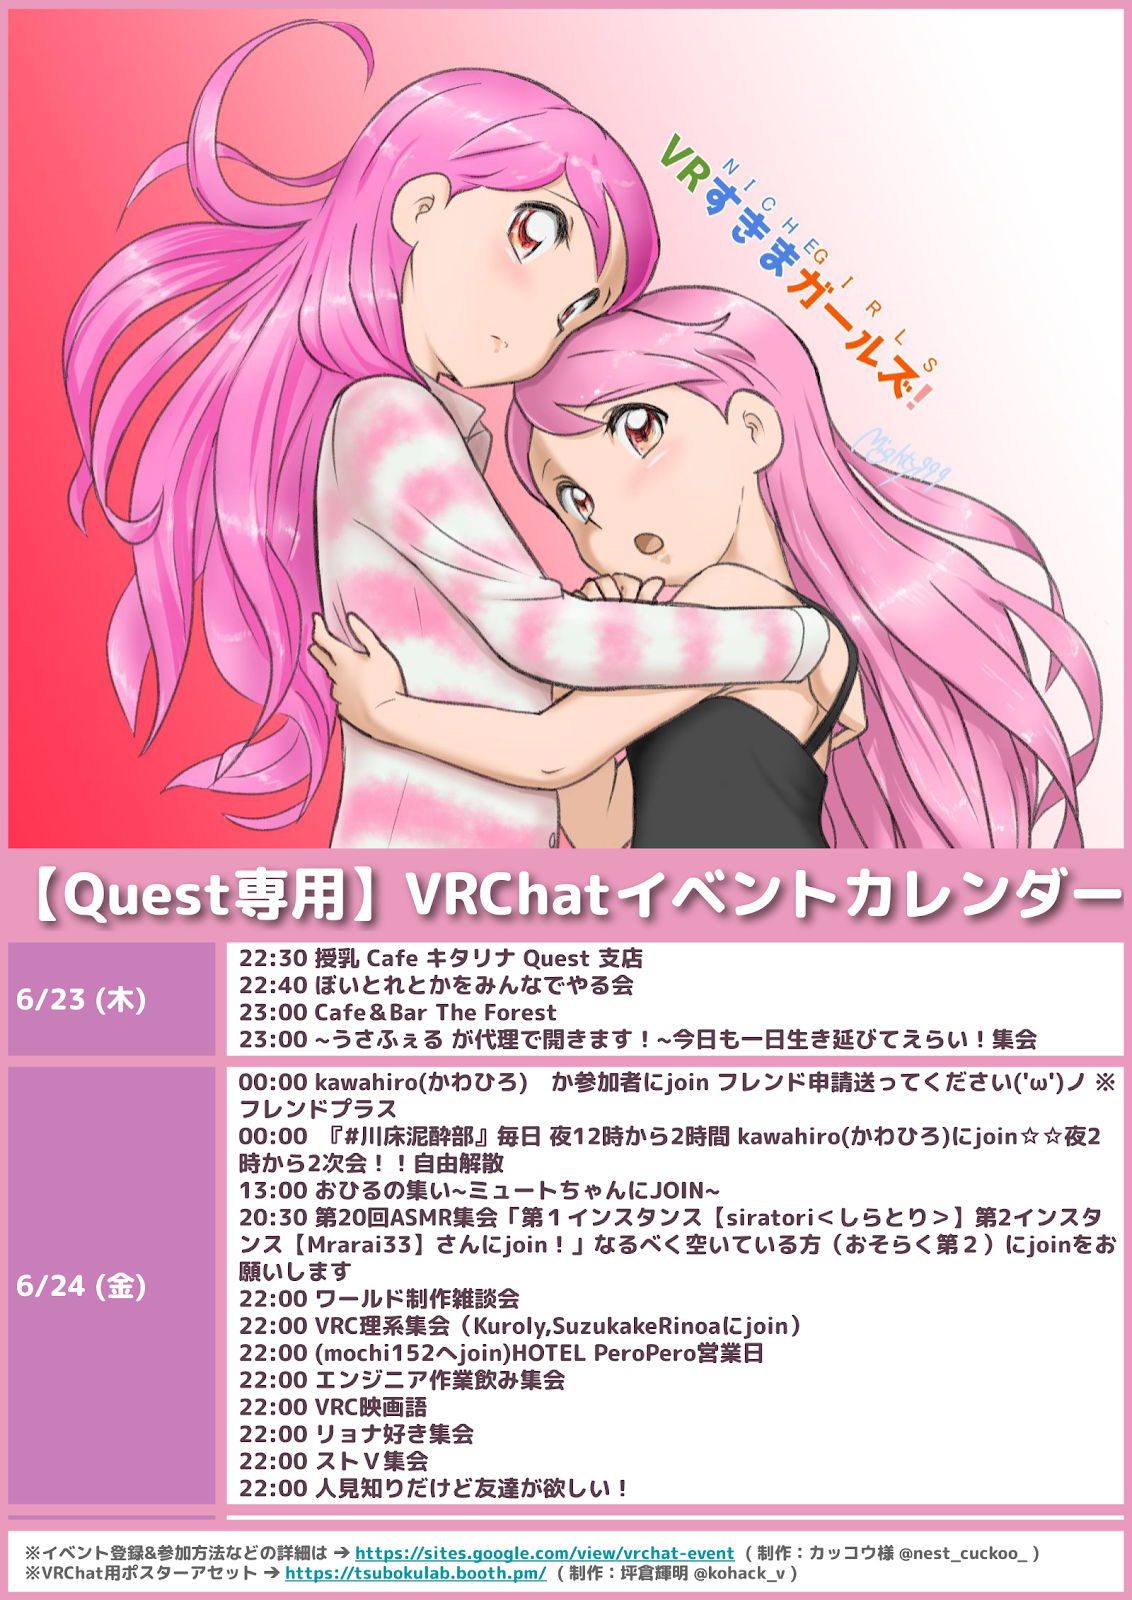 NICHE GIRLS
VRすきまガールズ!
Mighty999
【Quest専用】VRChatイベントカレンダー
6/23 (木)
22:30 授乳 Cafe キタリナ Quest 支店
22:40 ぼいとれとかをみんなでやる会
23:00 Cafe＆Bar The Forest
23:00 ~うさふぇる が代理で開きます！~今日も一日生き延びてえらい！集会
6/24 (金)
00:00 kawahiro(かわひろ)　か参加者にjoin フレンド申請送ってください('ω')ノ ※
フレンドプラス
00:00 『#川床泥酔部』毎日 夜12時から2時間 kawahiro(かわひろ)にjoin☆☆夜2
時から2次会！！自由解散
13:00 おひるの集い~ミュートちゃんにJOIN~
20:30 第20回ASMR集会「第１インスタンス【siratori＜しらとり＞】第2インスタ
ンス【Mrarai33】さんにjoin！」なるべく空いている方（おそらく第２）にjoinをお
願いします
22:00 ワールド制作雑談会
22:00 VRC理系集会（Kuroly,SuzukakeRinoaにjoin）
22:00 (mochi152へjoin)HOTEL PeroPero営業日
22:00 エンジニア作業飲み集会
22:00 VRC映画語
22:00 リョナ好き集会
22:00 ストＶ集会
22:00 人見知りだけど友達が欲しい！
※イベント登録&参加方法などの詳細は ➔ https://sites.google.com/view/vrchat-event ( 制作：カッコウ様 @nest_cuckoo_ )
※VRChat用ポスターアセット ➔ https://tsubokulab.booth.pm/ ( 制作：坪倉輝明 @kohack_v )